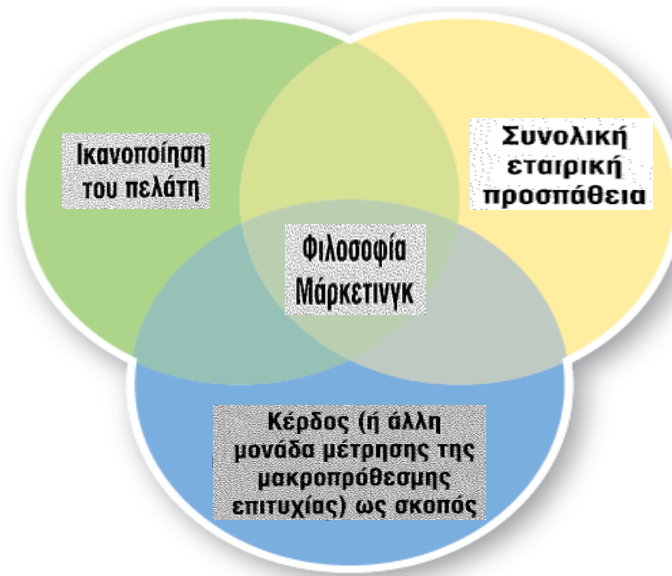 Ικανοποίηση
του πελάτη
Συνολική
εταιρική
προσπάθεια
Φιλοσοφία
Μάρκετινγκ
Κέρδος (ή άλλη
μονάδα μέτρησης της
μακροπρόθεσμης
επιτυχίας) ως σκοπός